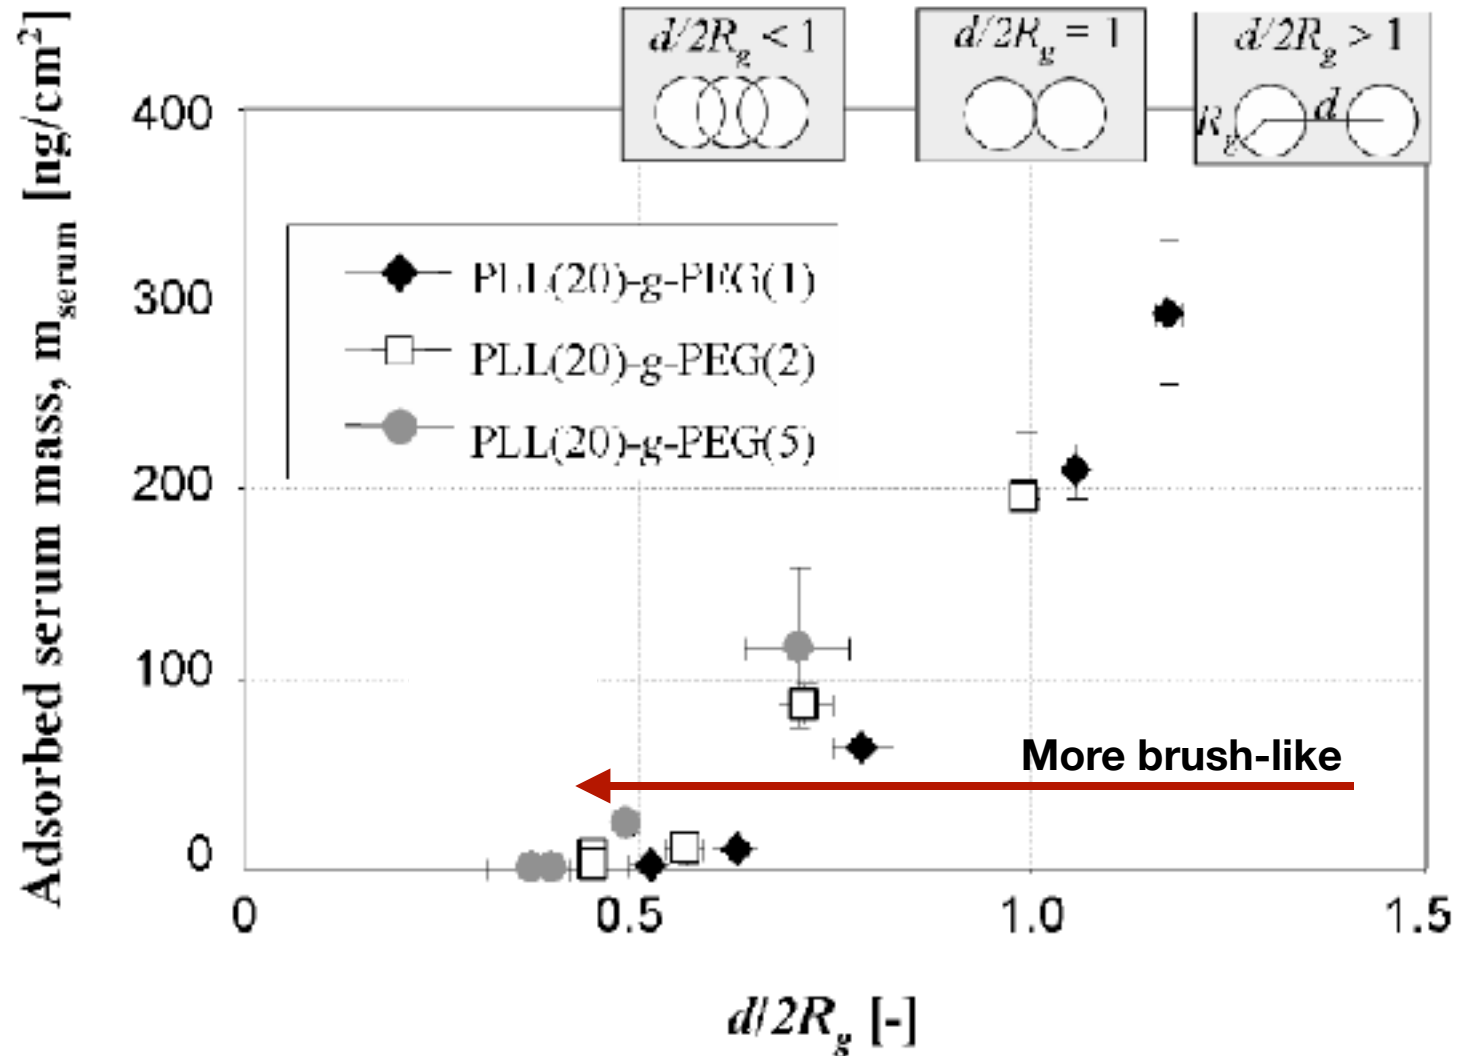 d/2Rg < 1
d/2Rg = 1
d/2Rg > 1
Rg
d
Adsorbed serum mass, mserum [ng/cm²]
400
300
200
100
0
PLL(20)-g-PEG(1)
PLL(20)-g-PEG(2)
PLL(20)-g-PEG(5)
More brush-like
0
0.5
1.0
1.5
d/2Rg [-]